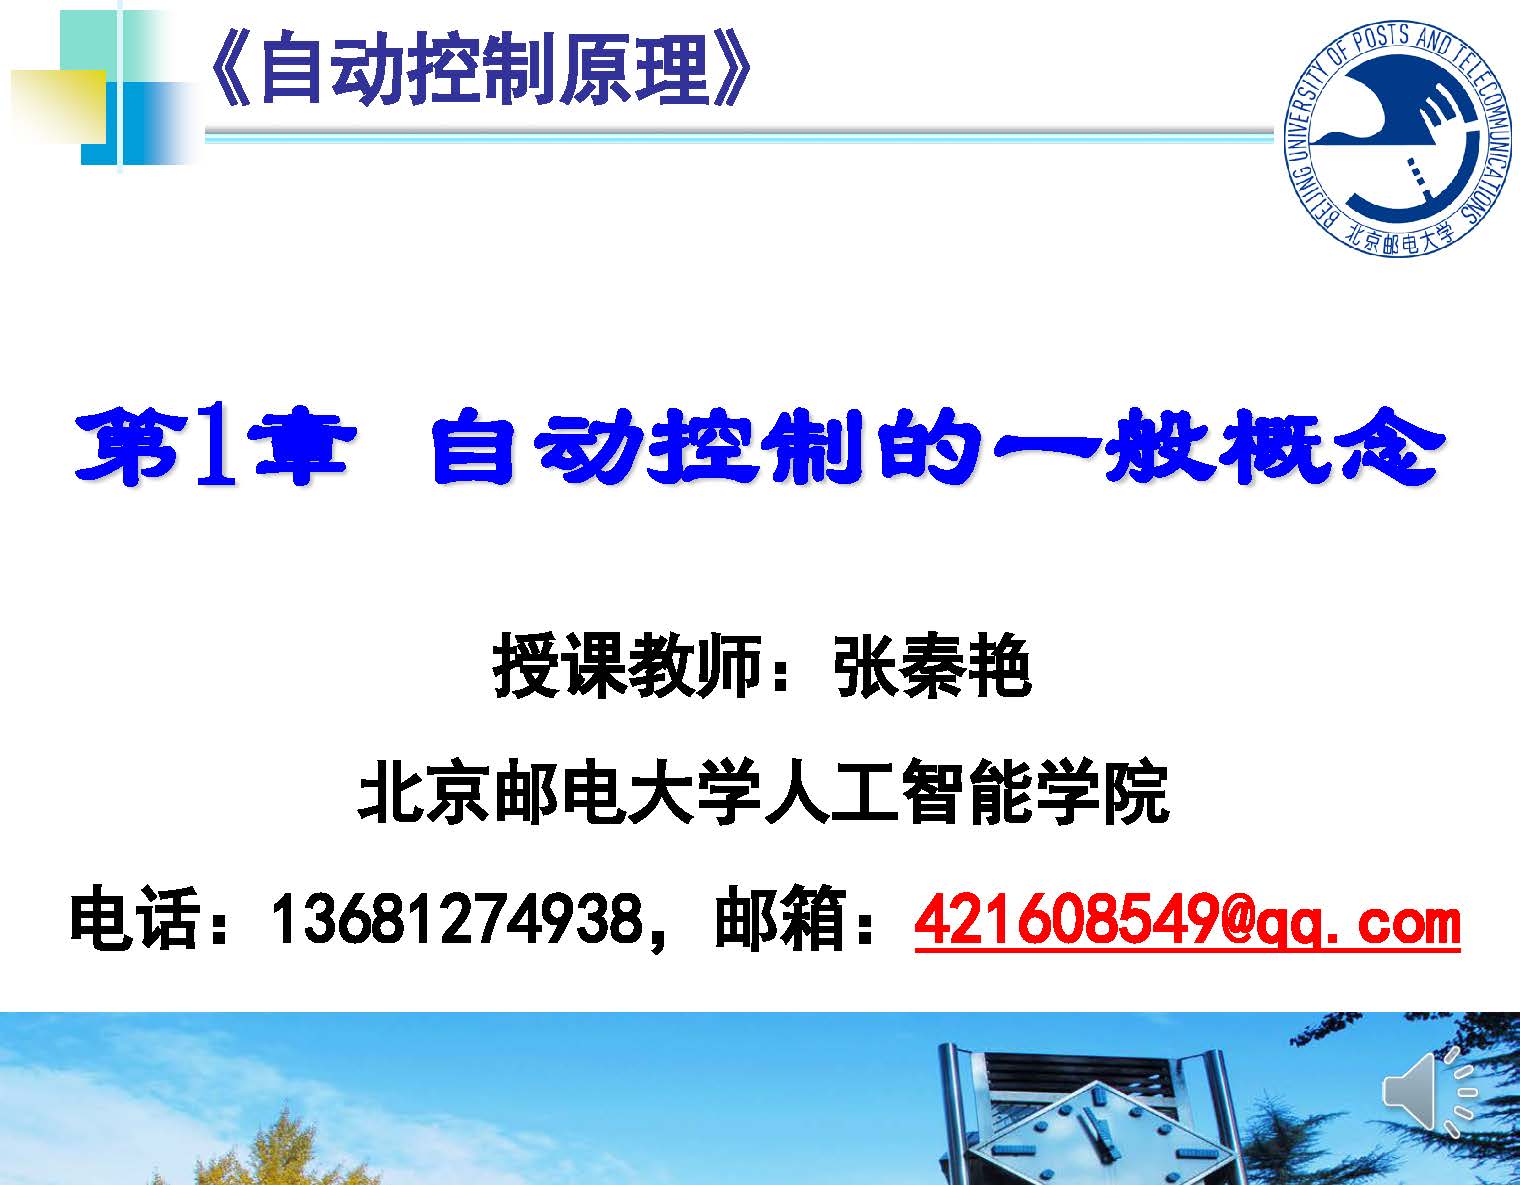 《自动控制原理》
BEIJING UNIVERSITY OF POSTS AND TELECOMMUNICATIONS
北京邮电大学
第1章 自动控制的一般概念
授课教师：张秦艳
北京邮电大学人工智能学院
电话：13681274938，邮箱：421608549@qq.com